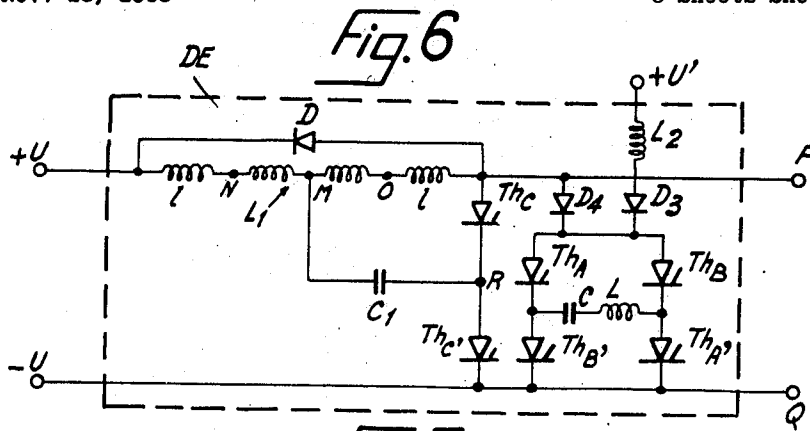 Fig. 6
DE
+U'
D
L2
+U
P
l
N
L1
M
O
l
ThC
D4
D3
ThA
ThB
C
L
R
C1
ThC'
ThB'
ThA'
-U
Q